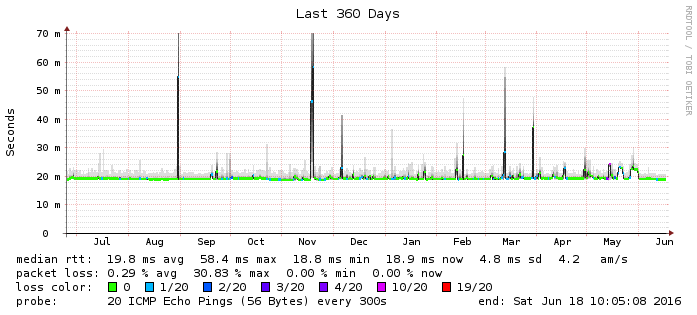 Last 360 Days
RRDTOOL / TOBI OETIKER
Seconds
70 m
60 m
50 m
40 m
30 m
20 m
10 m
0
Jul Aug Sep Oct Nov Dec Jan Feb Mar Apr May Jun
median rtt: 19.8 ms avg 58.4 ms max 18.8 ms min 18.9 ms now 4.8 ms sd 4.2 am/s
packet loss: 0.29 % avg 30.83 % max 0.00 % min 0.00 % now
loss color: 0 1/20 2/20 3/20 4/20 10/20 19/20
probe: 20 ICMP Echo Pings (56 Bytes) every 300s end: Sat Jun 18 10:05:08 2016